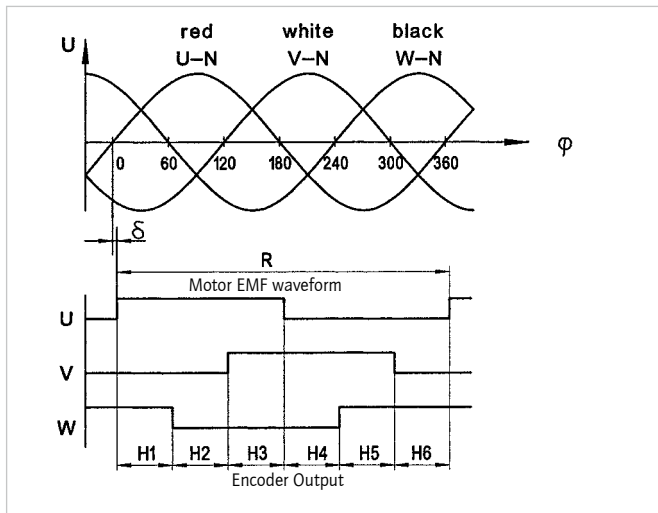 red white black
U U–N V–N W–N
φ
0 60 120 180 240 300 360
δ
R
Motor EMF waveform
U
V
W
H1 H2 H3 H4 H5 H6
Encoder Output